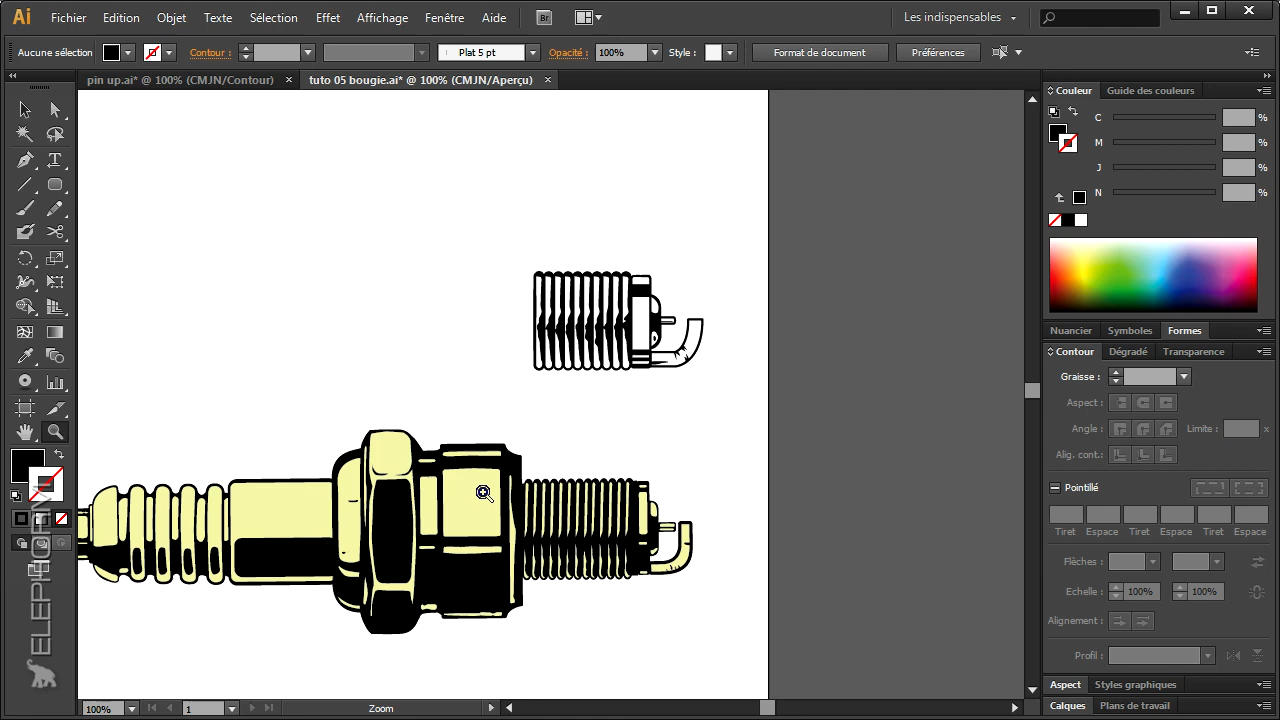 Ai Fichier Edition Objet Texte Sélection Effet Affichage Fenêtre Aide Br Les indispensables
Aucune sélection Contour : Plat 5 pt Opacité : 100% Style : Format de document Préférences
pin up.ai* @ 100% (CMJN/Contour) × tuto 05 bougie.ai* @ 100% (CMJN/Aperçu) ×
Couleur Guide des couleurs
C %
M %
J %
N %
Nuancier Symboles Formes
Contour Dégradé Transparence
Graisse :
Aspect :
Angle : Limite : x
Alig. cont.:
Pointillé
Tiret Espace Tiret Espace Tiret Espace
Flèches :
Echelle : 100% 100%
Alignement :
Profil :
Aspect Styles graphiques
Calques Plans de travail
ELEPHORM
100% 1 Zoom